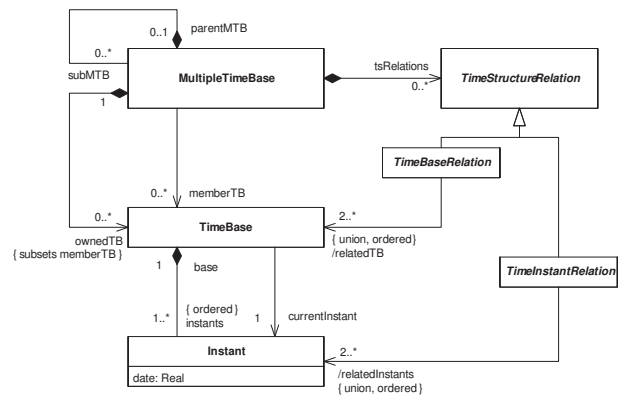 0..1
parentMTB
0..*
subMTB
MultipleTimeBase
tsRelations
0..*
TimeStructureRelation
1
TimeBaseRelation
0..*
memberTB
0..*
ownedTB
{ subsets memberTB }
TimeBase
2..*
{ union, ordered }
/relatedTB
1
base
TimeInstantRelation
1..*
{ ordered }
instants
1
currentInstant
Instant
date: Real
2..*
/relatedInstants
{ union, ordered }